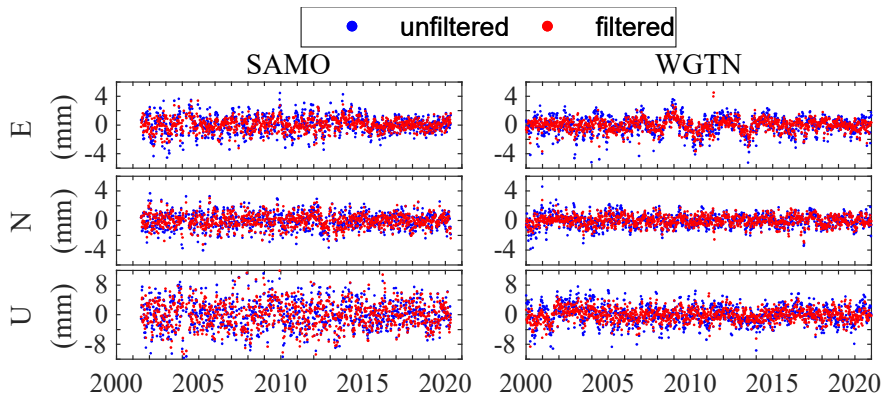 unfiltered filtered
SAMO WGTN
E (mm) 4 0 -4 4 0 -4
N (mm) 4 0 -4 4 0 -4
U (mm) 8 0 -8 8 0 -8
2000 2005 2010 2015 2020 2000 2005 2010 2015 2020